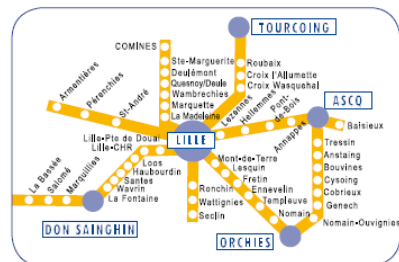 TOURCOING
COMÎNES
Ste-Marguerite
Deulémont
Quesnoy/Deule
Wambrechies
Marquette
La Madeleine
Roubaix
Croix l'Allumette
Croix Wasquehal
Armentières
Pérenchies
St-André
Lezennes
Hellemmes
Pont-
de-Bois
Annappes
ASCQ
Baisieux
Lille-Pte de Douai
Lille-CHR
LILLE
Loos
Haubourdin
Santes
Wavrin
La Fontaine
La Bassée
Salomé
Marquillies
DON SAINGHIN
Ronchin
Wattignies
Seclin
Mont-de-Terre
Lesquin
Fretin
Ennevelin
Templeuve
Nomain
ORCHIES
Tressin
Anstaing
Bouvines
Cysoing
Cobrieux
Genech
Nomain-Ouvignies